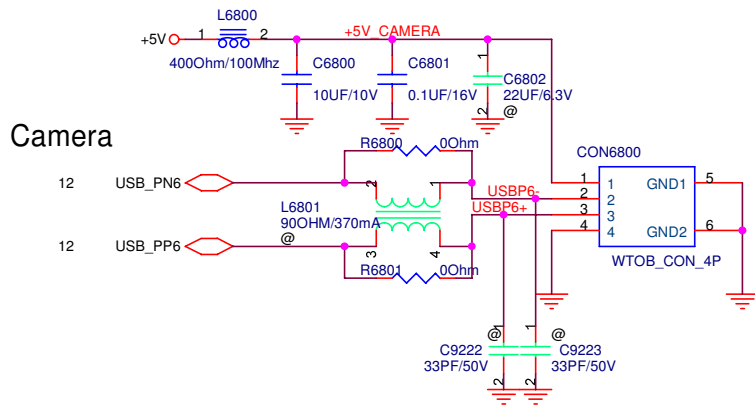 L6800
+5V
1
2
+5V_CAMERA
400Ohm/100Mhz
C6800
10UF/10V
C6801
0.1UF/16V
1
C6802
22UF/6.3V
2
@
Camera
R6800
0Ohm
CON6800
12
USB_PN6
2
1
L6801
90OHM/370mA
@
USBP6-
USBP6+
1
2
3
4
1
2
3
4
GND1
5
GND2
6
WTOB_CON_4P
12
USB_PP6
3
4
R6801
0Ohm
1
@
C9222
33PF/50V
2
1
@
C9223
33PF/50V
2